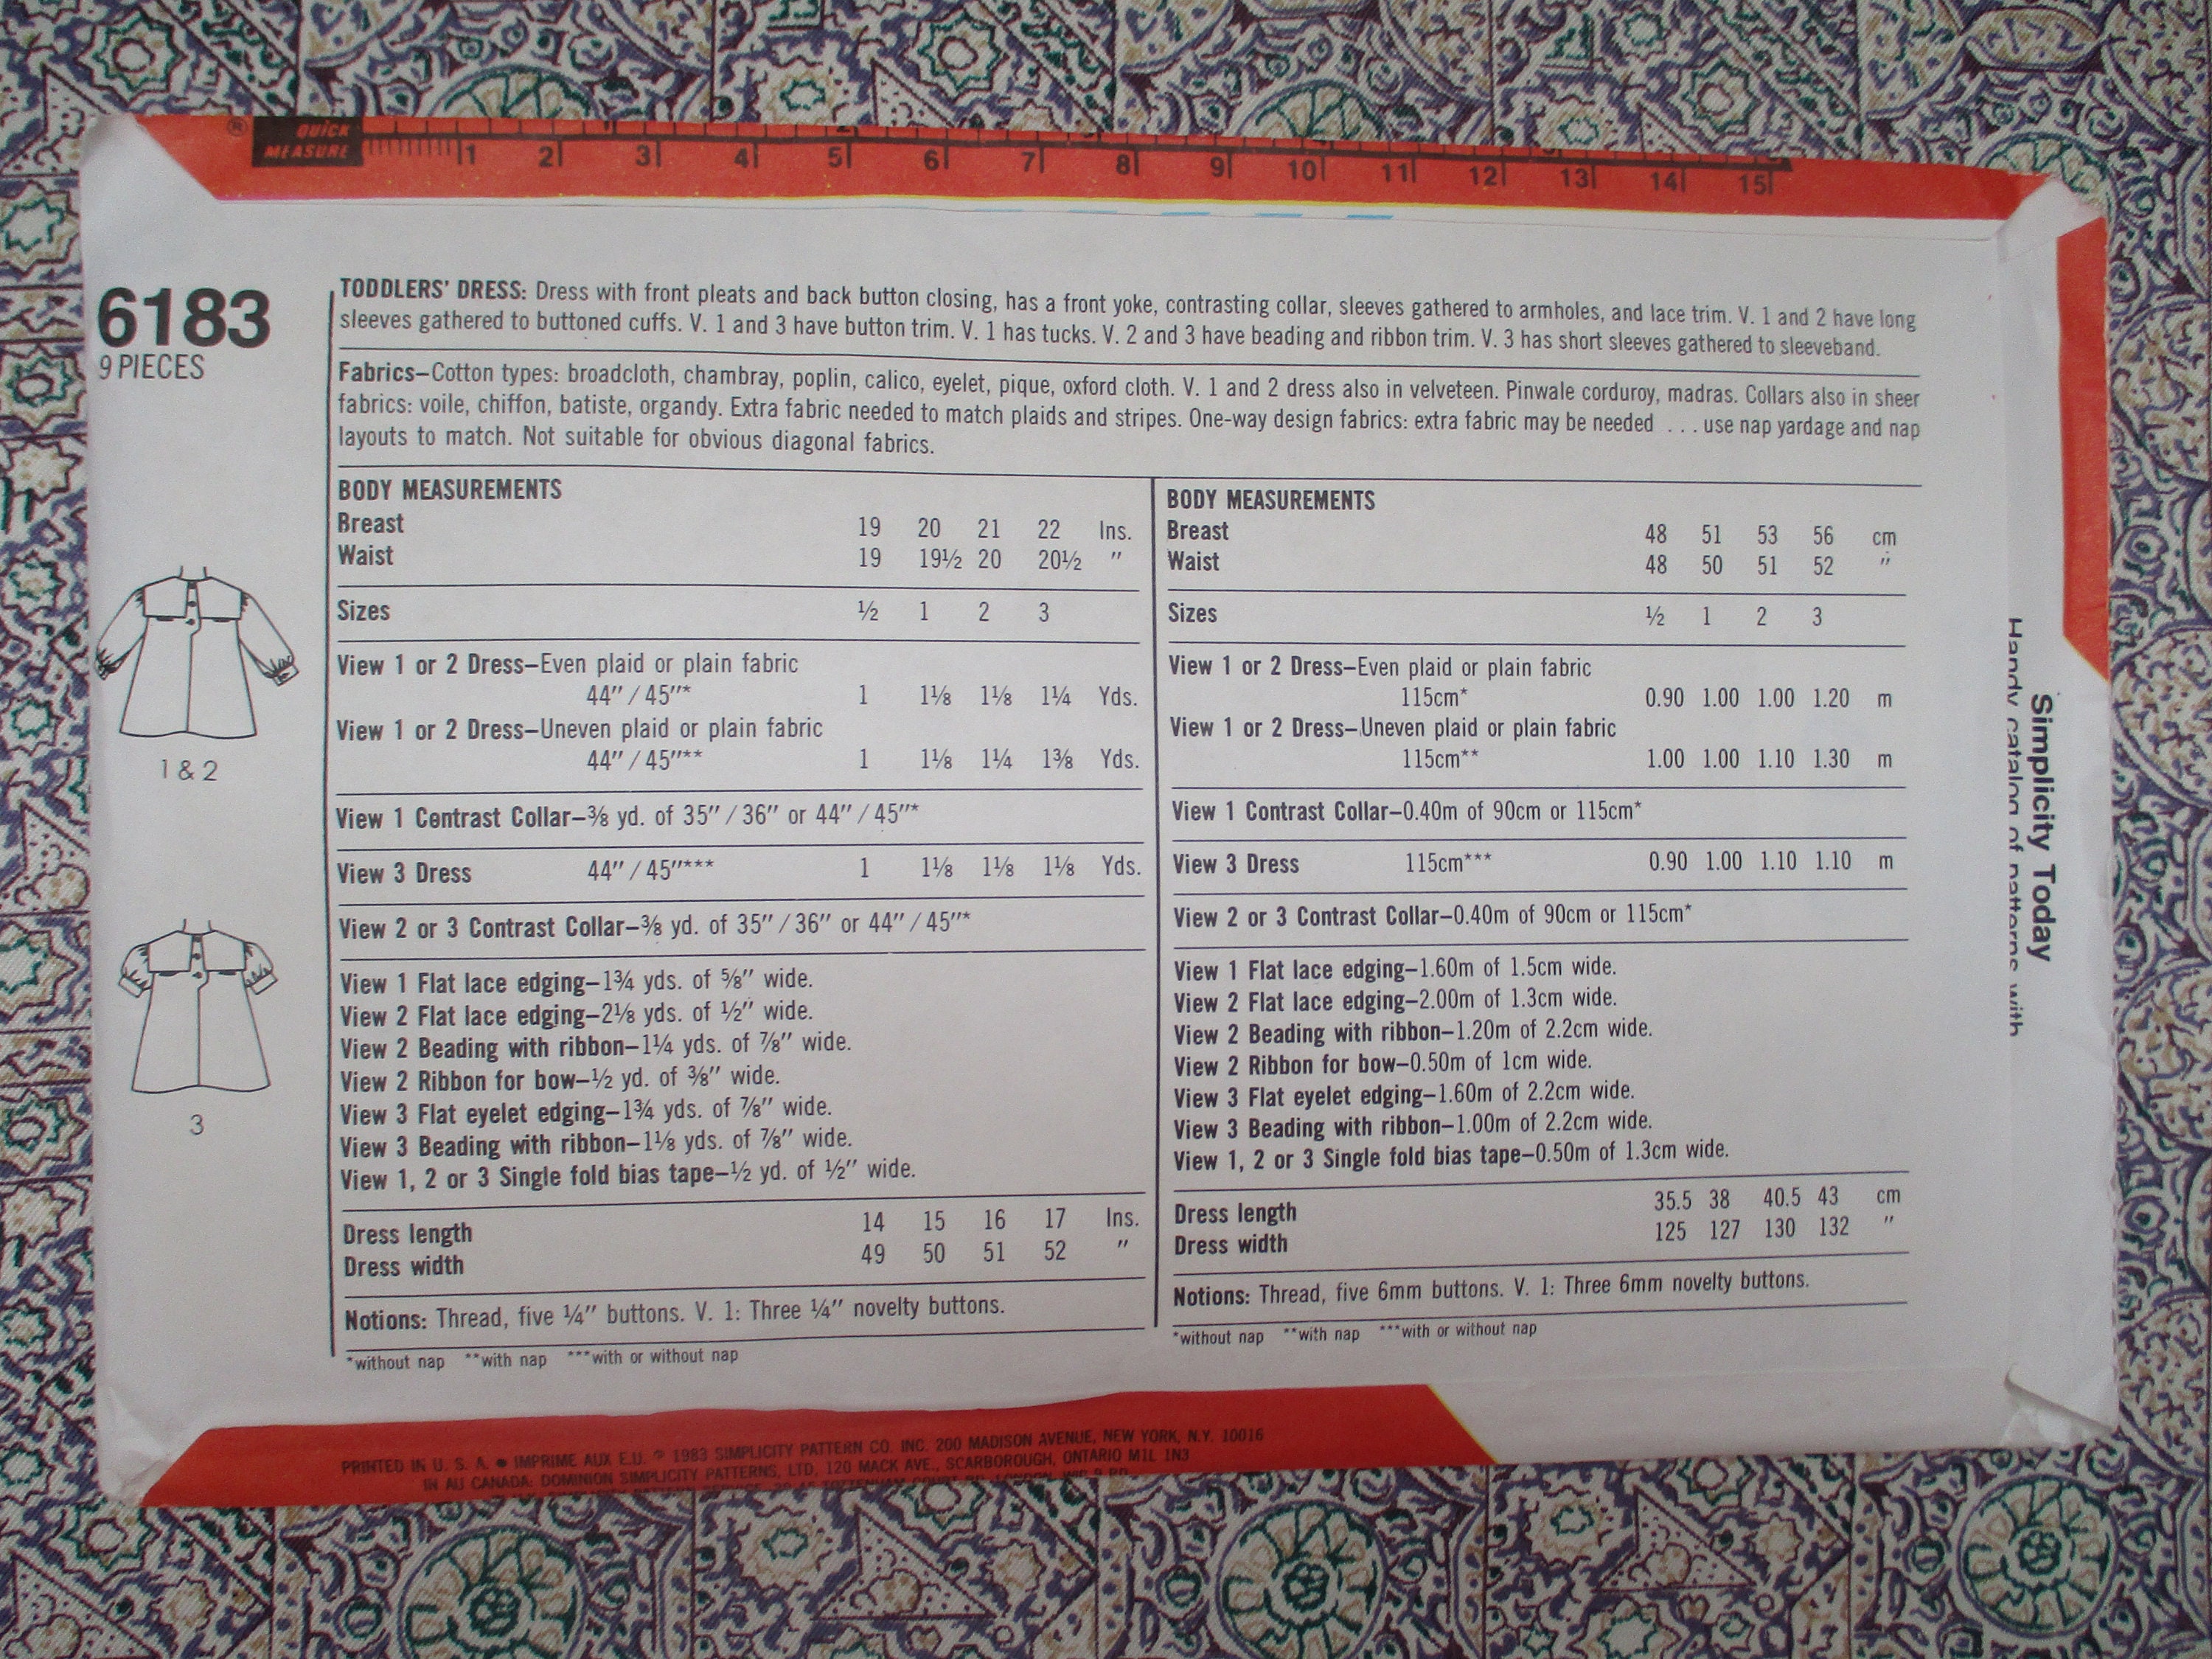 ® QUICK
MEASURE 1 2 3 4 5 6 7 8 9 10 11 12 13 14 15
6183
9 PIECES
1 & 2
3
TODDLERS' DRESS: Dress with front pleats and back button closing, has a front yoke, contrasting collar, sleeves gathered to armholes, and lace trim. V. 1 and 2 have long
sleeves gathered to buttoned cuffs. V. 1 and 3 have button trim. V. 1 has tucks. V. 2 and 3 have beading and ribbon trim. V. 3 has short sleeves gathered to sleeveband.
Fabrics–Cotton types: broadcloth, chambray, poplin, calico, eyelet, pique, oxford cloth. V. 1 and 2 dress also in velveteen. Pinwale corduroy, madras. Collars also in sheer
fabrics: voile, chiffon, batiste, organdy. Extra fabric needed to match plaids and stripes. One-way design fabrics: extra fabric may be needed ... use nap yardage and nap
layouts to match. Not suitable for obvious diagonal fabrics.
BODY MEASUREMENTS
Breast 19 20 21 22 Ins.
Waist 19 19½ 20 20½ "
Sizes ½ 1 2 3
View 1 or 2 Dress–Even plaid or plain fabric
44"/45"* 1 1⅛ 1⅛ 1¼ Yds.
View 1 or 2 Dress–Uneven plaid or plain fabric
44"/45"** 1 1⅛ 1¼ 1⅜ Yds.
View 1 Contrast Collar–⅜ yd. of 35"/36" or 44"/45"*
View 3 Dress 44"/45"*** 1 1⅛ 1⅛ 1⅛ Yds.
View 2 or 3 Contrast Collar–⅜ yd. of 35"/36" or 44"/45"*
View 1 Flat lace edging–1¾ yds. of ⅝" wide.
View 2 Flat lace edging–2⅛ yds. of ½" wide.
View 2 Beading with ribbon–1¼ yds. of ⅞" wide.
View 2 Ribbon for bow–½ yd. of ⅜" wide.
View 3 Flat eyelet edging–1¾ yds. of ⅞" wide.
View 3 Beading with ribbon–1⅛ yds. of ⅞" wide.
View 1, 2 or 3 Single fold bias tape–½ yd. of ½" wide.
Dress length 14 15 16 17 Ins.
Dress width 49 50 51 52 "
Notions: Thread, five ¼" buttons. V. 1: Three ¼" novelty buttons.
*without nap **with nap ***with or without nap
BODY MEASUREMENTS
Breast 48 51 53 56 cm
Waist 48 50 51 52 "
Sizes ½ 1 2 3
View 1 or 2 Dress–Even plaid or plain fabric
115cm* 0.90 1.00 1.00 1.20 m
View 1 or 2 Dress–Uneven plaid or plain fabric
115cm** 1.00 1.00 1.10 1.30 m
View 1 Contrast Collar–0.40m of 90cm or 115cm*
View 3 Dress 115cm*** 0.90 1.00 1.10 1.10 m
View 2 or 3 Contrast Collar–0.40m of 90cm or 115cm*
View 1 Flat lace edging–1.60m of 1.5cm wide.
View 2 Flat lace edging–2.00m of 1.3cm wide.
View 2 Beading with ribbon–1.20m of 2.2cm wide.
View 2 Ribbon for bow–0.50m of 1cm wide.
View 3 Flat eyelet edging–1.60m of 2.2cm wide.
View 3 Beading with ribbon–1.00m of 2.2cm wide.
View 1, 2 or 3 Single fold bias tape–0.50m of 1.3cm wide.
Dress length 35.5 38 40.5 43 cm
Dress width 125 127 130 132 "
Notions: Thread, five 6mm buttons. V. 1: Three 6mm novelty buttons.
*without nap **with nap ***with or without nap
Simplicity Today
Handy catalog of patterns with
PRINTED IN U. S. A. ● IMPRIME AUX E.U. © 1983 SIMPLICITY PATTERN CO. INC. 200 MADISON AVENUE, NEW YORK, N.Y. 10016
IN AU CANADA: DOMINION SIMPLICITY PATTERNS, LTD, 120 MACK AVE., SCARBOROUGH, ONTARIO M1L 1N3